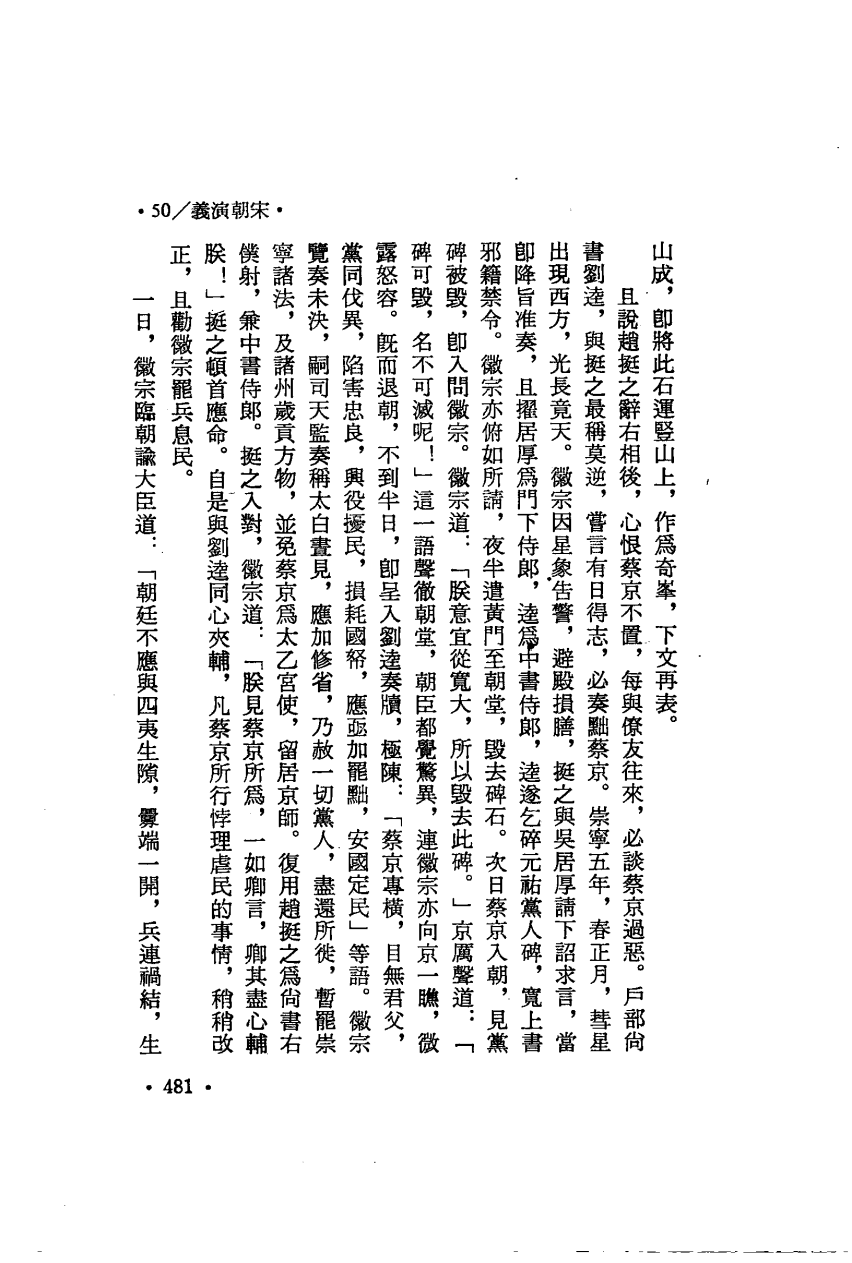 •50／義演朝宋•
山成，卽將此石運豎山上，作爲奇峯，下文再表。
且說趙挺之辭右相後，心恨蔡京不置，每與僚友往來，必談蔡京過惡。戶部尙
書劉逵，與挺之最稱莫逆，嘗言有日得志，必奏黜蔡京。崇寧五年，春正月，彗星
出現西方，光長竟天。徽宗因星象告警，避殿損膳，挺之與吳居厚請下詔求言，當
卽降旨准奏，且擢居厚爲門下侍郎，逵爲中書侍郎，逵遂乞碎元祐黨人碑，寬上書
邪籍禁令。徽宗亦俯如所請，夜半遣黃門至朝堂，毀去碑石。次日蔡京入朝，見黨
碑被毀，卽入問徽宗。徽宗道：「朕意宜從寬大，所以毀去此碑。」京厲聲道：「
碑可毀，名不可滅呢！」這一語聲徹朝堂，朝臣都覺驚異，連徽宗亦向京一瞧，微
露怒容。旣而退朝，不到半日，卽呈入劉逵奏牘，極陳：「蔡京專橫，目無君父，
黨同伐異，陷害忠良，興役擾民，損耗國帑，應亟加罷黜，安國定民」等語。徽宗
覽奏未決，嗣司天監奏稱太白晝見，應加修省，乃赦一切黨人，盡還所徙，暫罷崇
寧諸法，及諸州歲貢方物，並免蔡京爲太乙宮使，留居京師。復用趙挺之爲尙書右
僕射，兼中書侍郎。挺之入對，徽宗道：「朕見蔡京所爲，一如卿言，卿其盡心輔
朕！」挺之頓首應命。自是與劉逵同心夾輔，凡蔡京所行悖理虐民的事情，稍稍改
正，且勸徽宗罷兵息民。
一日，徽宗臨朝諭大臣道：「朝廷不應與四夷生隙，釁端一開，兵連禍結，生
•481•